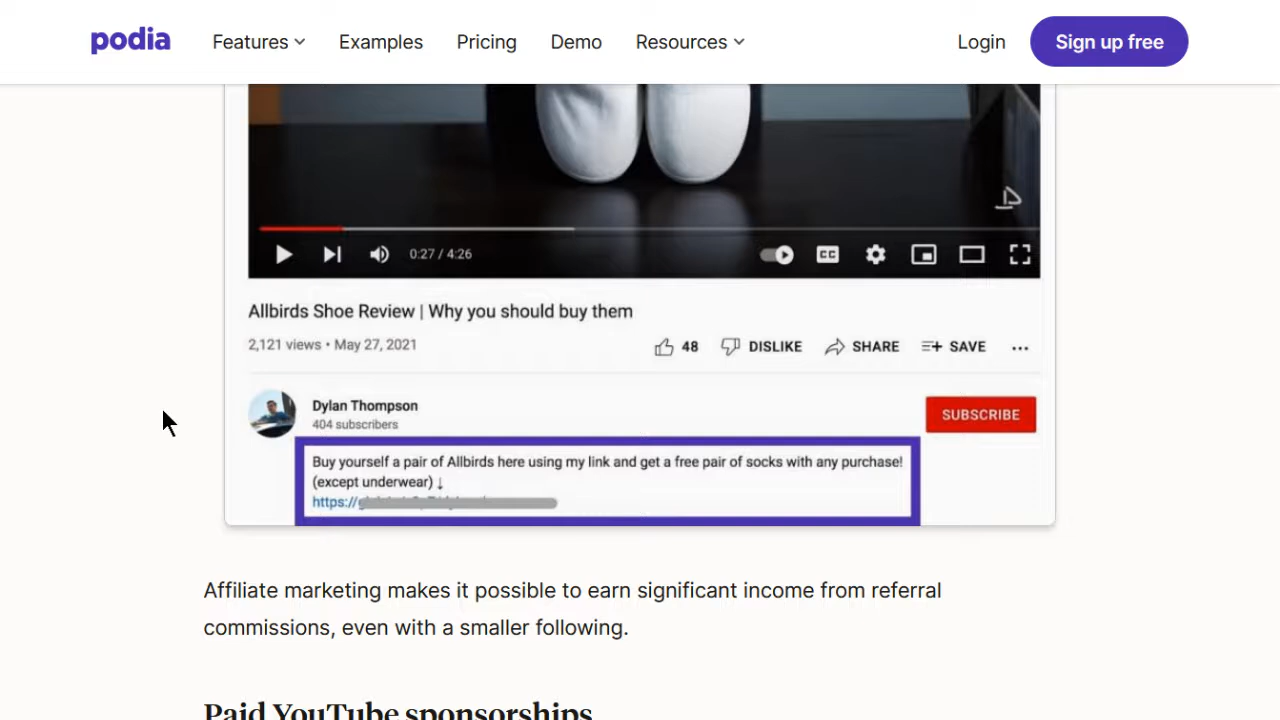 podia
Features
Examples
Pricing
Demo
Resources
Login
Sign up free
0:27 / 4:26
CC
Allbirds Shoe Review | Why you should buy them
2,121 views • May 27, 2021
48
DISLIKE
SHARE
SAVE
Dylan Thompson
404 subscribers
SUBSCRIBE
Buy yourself a pair of Allbirds here using my link and get a free pair of socks with any purchase!
(except underwear) ↓
https://
Affiliate marketing makes it possible to earn significant income from referral
commissions, even with a smaller following.
Paid YouTube sponsorships